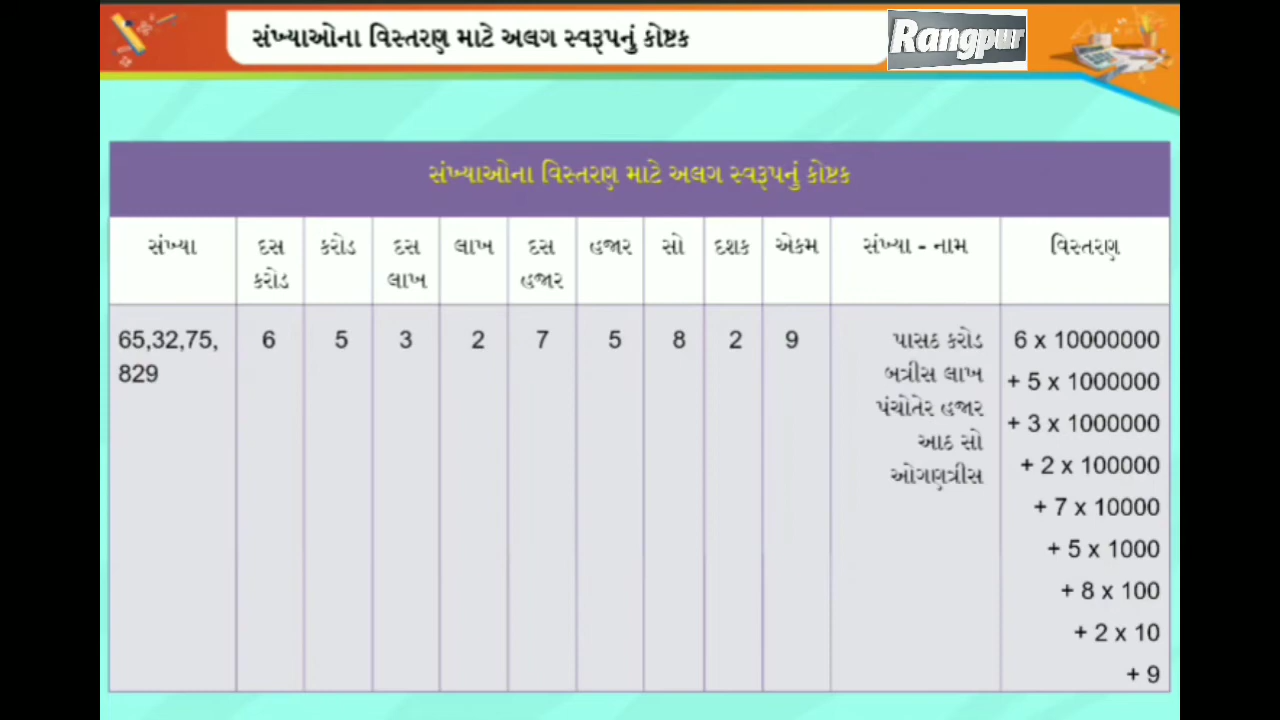 સંખ્યાઓના વિસ્તરણ માટે અલગ સ્વરૂપનું કોષ્ટક
Rangpur
સંખ્યાઓના વિસ્તરણ માટે અલગ સ્વરૂપનું કોષ્ટક
સંખ્યા
દસ
કરોડ
કરોડ
દસ
લાખ
લાખ
દસ
હજાર
હજાર
સો
દશક
એકમ
સંખ્યા - નામ
વિસ્તરણ
65,32,75,
829
6
5
3
2
7
5
8
2
9
પાસઠ કરોડ
બત્રીસ લાખ
પંચોતેર હજાર
આઠ સો
ઓગણત્રીસ
6 x 10000000
+ 5 x 1000000
+ 3 x 1000000
+ 2 x 100000
+ 7 x 10000
+ 5 x 1000
+ 8 x 100
+ 2 x 10
+ 9